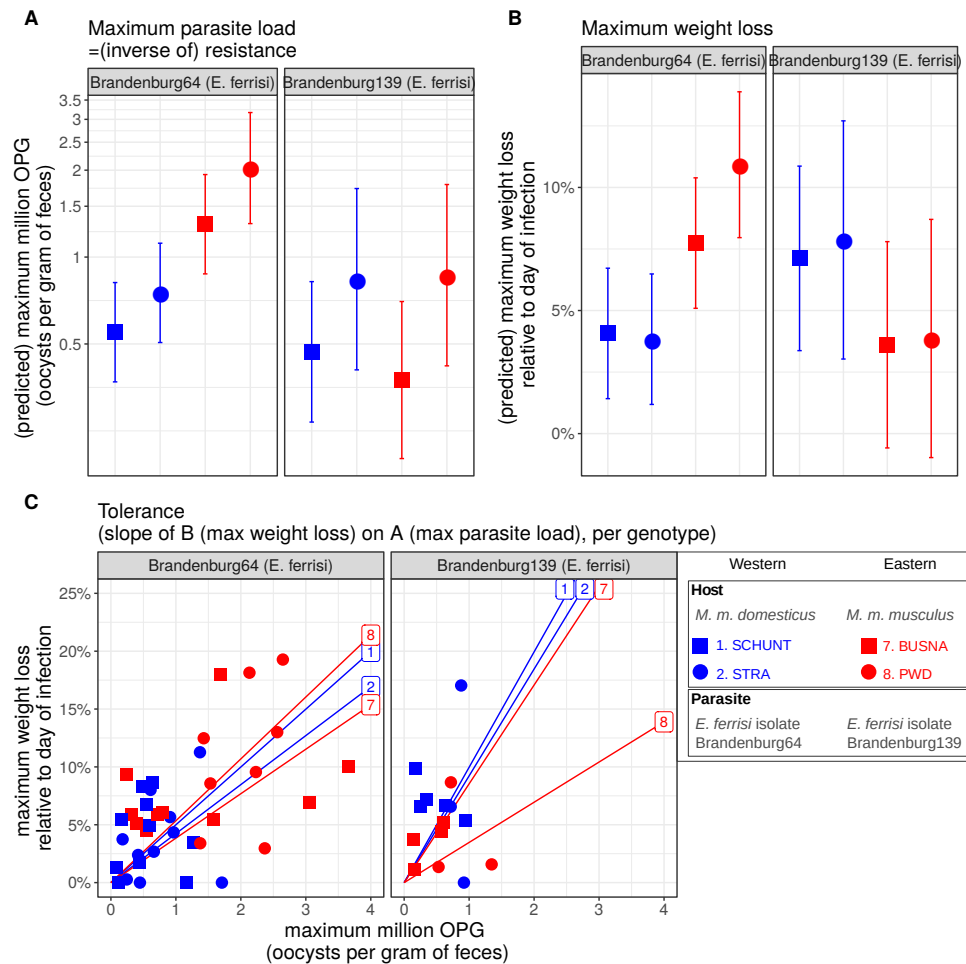 A
Maximum parasite load
=(inverse of) resistance
Brandenburg64 (E. ferrisi)
Brandenburg139 (E. ferrisi)
(predicted) maximum million OPG
(oocysts per gram of feces)
3.5
3
2.5
2
1.5
1
0.5
B
Maximum weight loss
Brandenburg64 (E. ferrisi)
Brandenburg139 (E. ferrisi)
(predicted) maximum weight loss
relative to day of infection
10%
5%
0%
C
Tolerance
(slope of B (max weight loss) on A (max parasite load), per genotype)
Brandenburg64 (E. ferrisi)
Brandenburg139 (E. ferrisi)
maximum weight loss
relative to day of infection
25%
20%
15%
10%
5%
0%
8
1
2
7
1
2
7
8
0 1 2 3 4
0 1 2 3 4
maximum million OPG
(oocysts per gram of feces)
Western Eastern
Host
M. m. domesticus M. m. musculus
1. SCHUNT 7. BUSNA
2. STRA 8. PWD
Parasite
E. ferrisi isolate E. ferrisi isolate
Brandenburg64 Brandenburg139